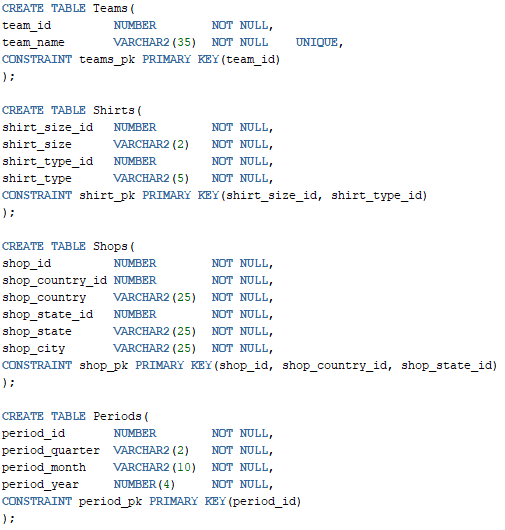 CREATE TABLE Teams(
team_id NUMBER NOT NULL,
team_name VARCHAR2(35) NOT NULL UNIQUE,
CONSTRAINT teams_pk PRIMARY KEY(team_id)
);
CREATE TABLE Shirts(
shirt_size_id NUMBER NOT NULL,
shirt_size VARCHAR2(2) NOT NULL,
shirt_type_id NUMBER NOT NULL,
shirt_type VARCHAR2(5) NOT NULL,
CONSTRAINT shirt_pk PRIMARY KEY(shirt_size_id, shirt_type_id)
);
CREATE TABLE Shops(
shop_id NUMBER NOT NULL,
shop_country_id NUMBER NOT NULL,
shop_country VARCHAR2(25) NOT NULL,
shop_state_id NUMBER NOT NULL,
shop_state VARCHAR2(25) NOT NULL,
shop_city VARCHAR2(25) NOT NULL,
CONSTRAINT shop_pk PRIMARY KEY(shop_id, shop_country_id, shop_state_id)
);
CREATE TABLE Periods(
period_id NUMBER NOT NULL,
period_quarter VARCHAR2(2) NOT NULL,
period_month VARCHAR2(10) NOT NULL,
period_year NUMBER(4) NOT NULL,
CONSTRAINT period_pk PRIMARY KEY(period_id)
);